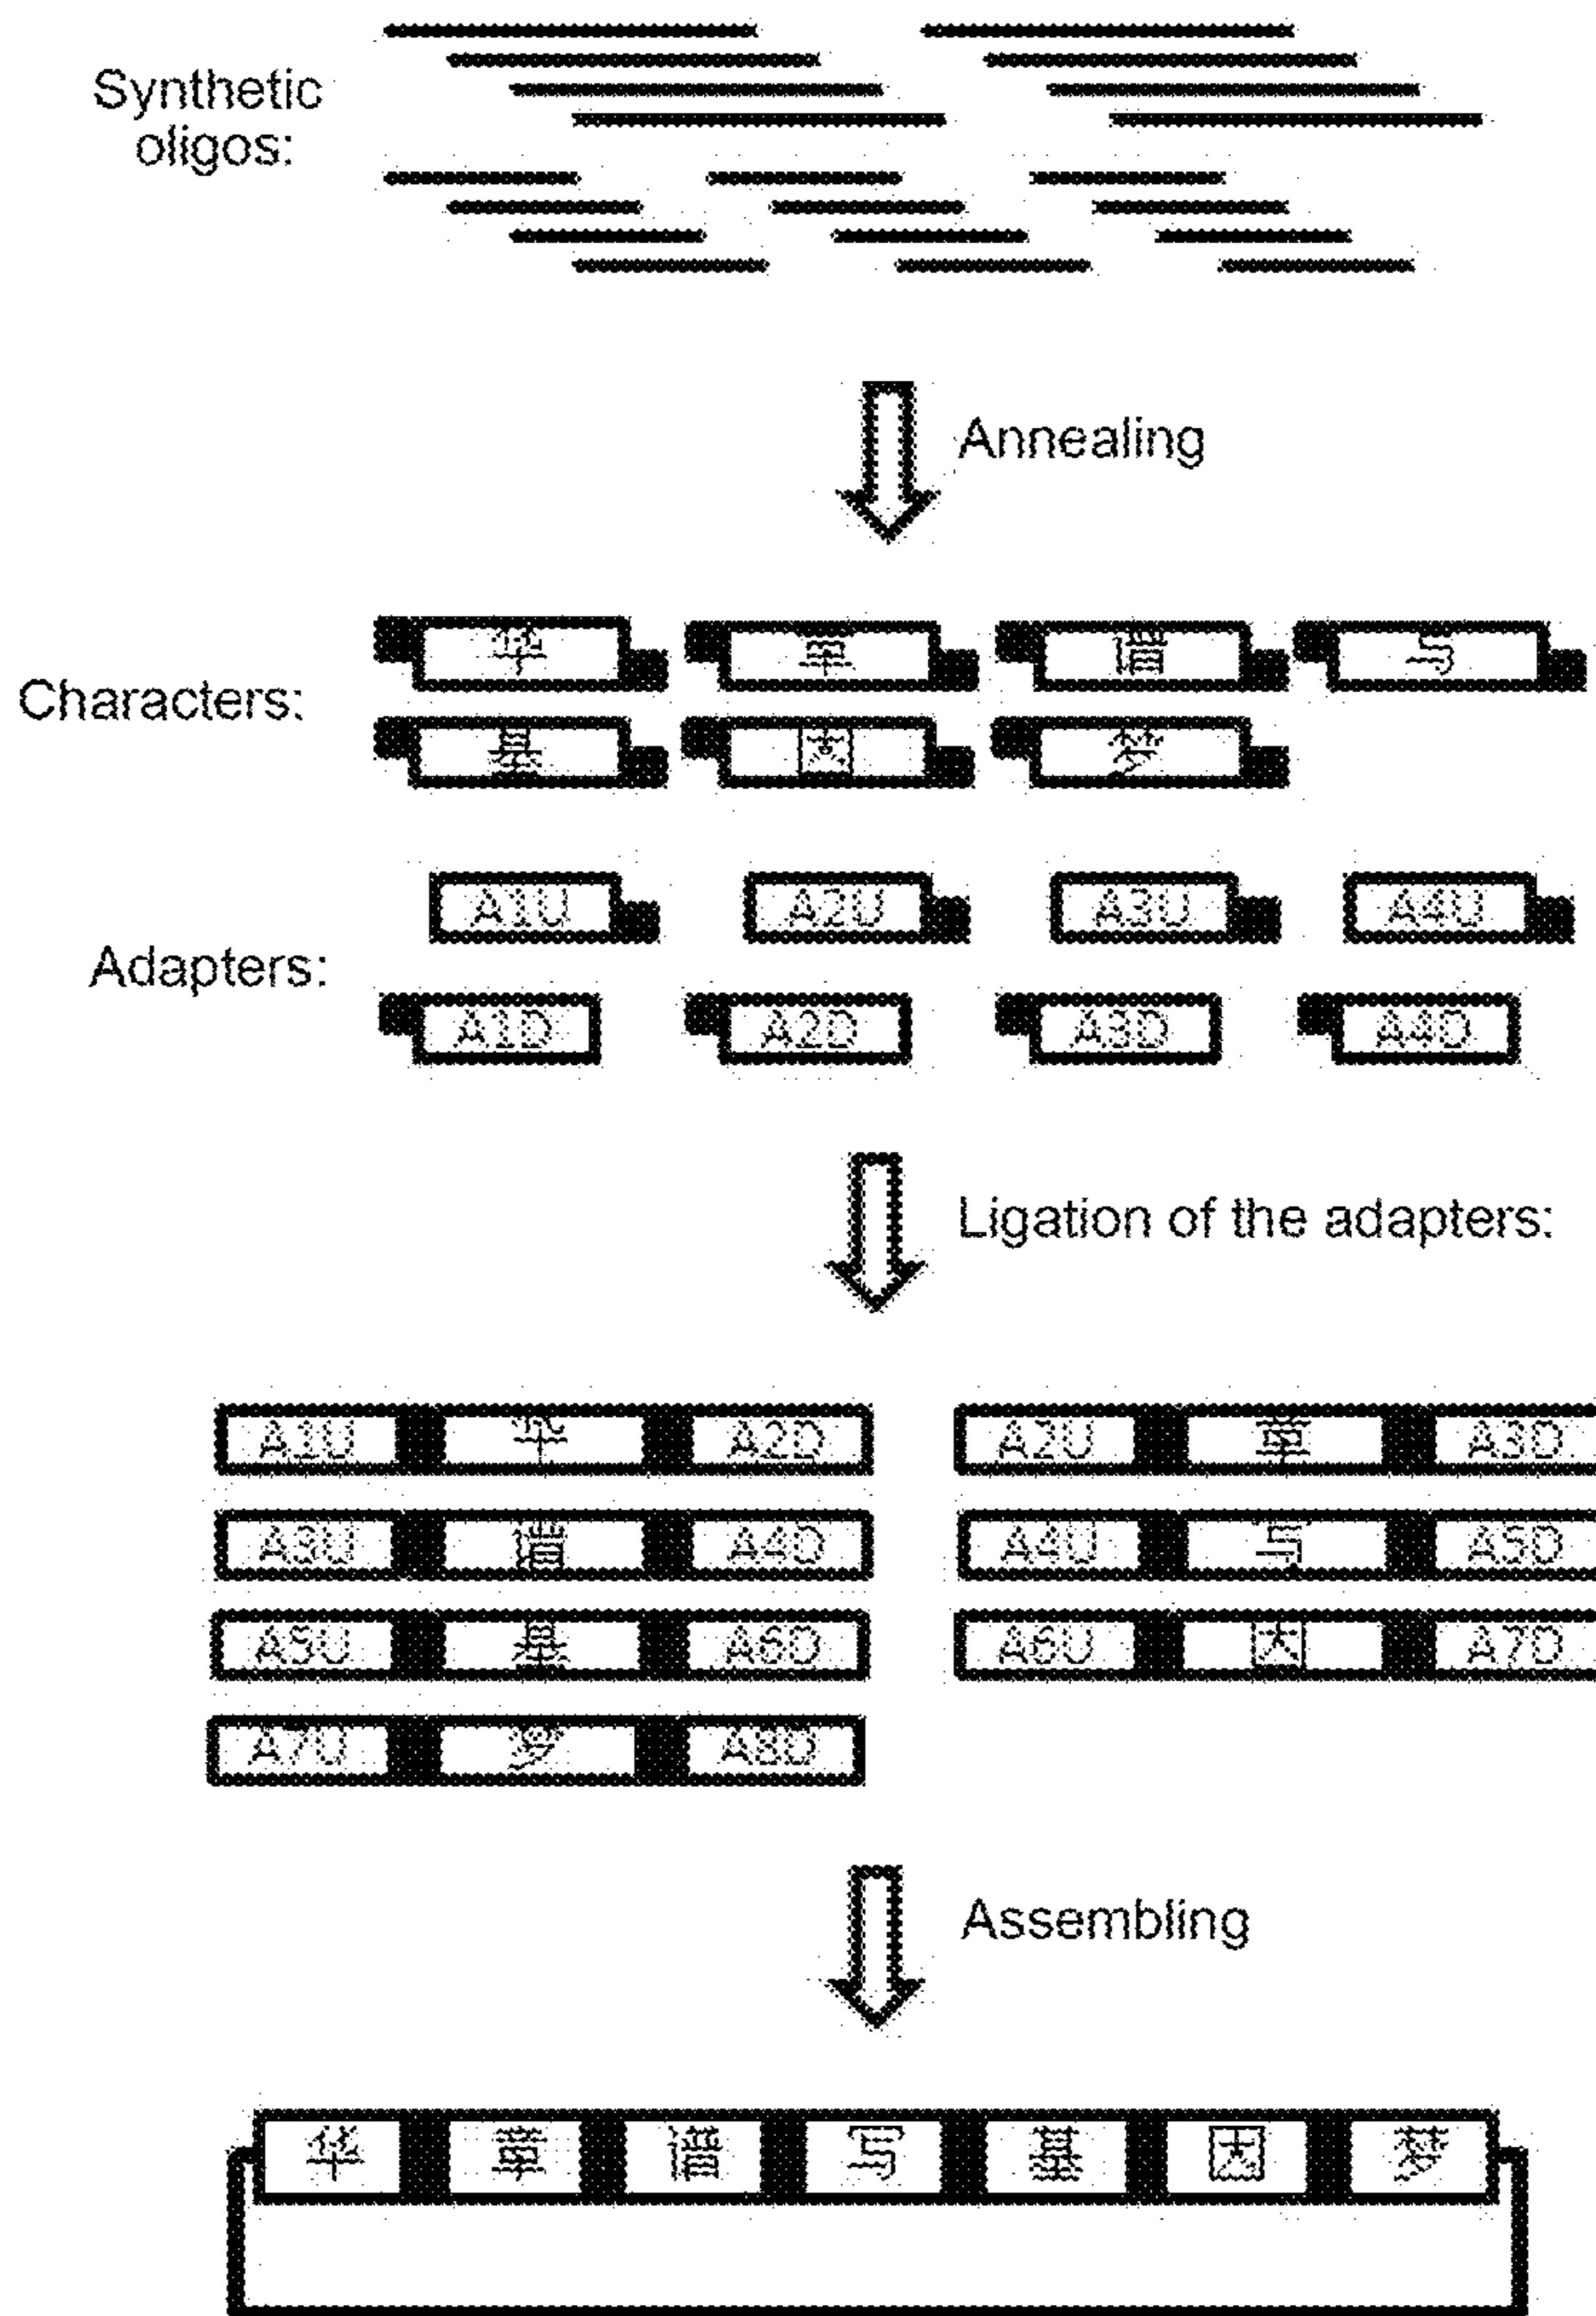 Synthetic
oligos:
Annealing
Characters:
华 章 谱 写
基 因 梦
Adapters:
A1U A2U A3U A4U
A1D A2D A3D A4D
Ligation of the adapters:
A1U 华 A2D A2U 章 A3D
A3U 谱 A4D A4U 写 A5D
A5U 基 A6D A6U 因 A7D
A7U 梦 A8D
Assembling
华 章 谱 写 基 因 梦